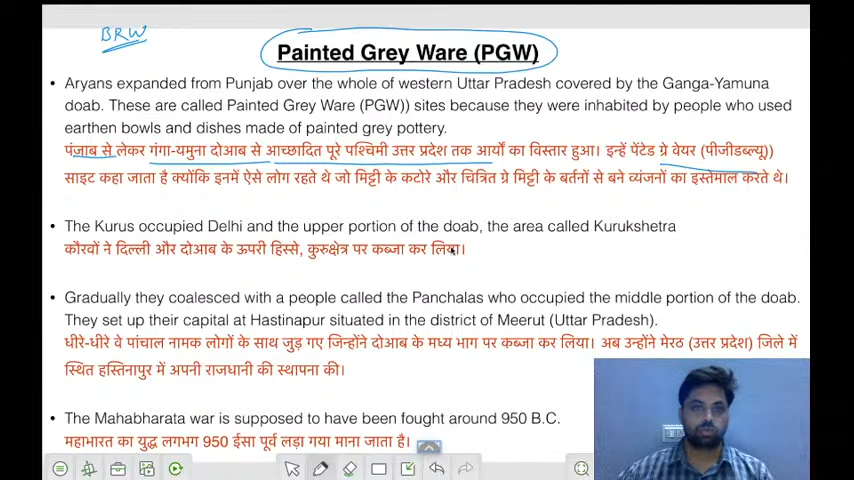 BRW
Painted Grey Ware (PGW)
• Aryans expanded from Punjab over the whole of western Uttar Pradesh covered by the Ganga-Yamuna
doab. These are called Painted Grey Ware (PGW)) sites because they were inhabited by people who used
earthen bowls and dishes made of painted grey pottery.
पंजाब से लेकर गंगा-यमुना दोआब से आच्छादित पूरे पश्चिमी उत्तर प्रदेश तक आर्यों का विस्तार हुआ। इन्हें पेंटेड ग्रे वेयर (पीजीडब्ल्यू))
साइट कहा जाता है क्योंकि इनमें ऐसे लोग रहते थे जो मिट्टी के कटोरे और चित्रित ग्रे मिट्टी के बर्तनों से बने व्यंजनों का इस्तेमाल करते थे।
• The Kurus occupied Delhi and the upper portion of the doab, the area called Kurukshetra
कौरवों ने दिल्ली और दोआब के ऊपरी हिस्से, कुरुक्षेत्र पर कब्जा कर लिया।
• Gradually they coalesced with a people called the Panchalas who occupied the middle portion of the doab.
They set up their capital at Hastinapur situated in the district of Meerut (Uttar Pradesh).
धीरे-धीरे वे पांचाल नामक लोगों के साथ जुड़ गए जिन्होंने दोआब के मध्य भाग पर कब्जा कर लिया। अब उन्होंने मेरठ (उत्तर प्रदेश) जिले में
स्थित हस्तिनापुर में अपनी राजधानी की स्थापना की।
• The Mahabharata war is supposed to have been fought around 950 B.C.
महाभारत का युद्ध लगभग 950 ईसा पूर्व लड़ा गया माना जाता है।